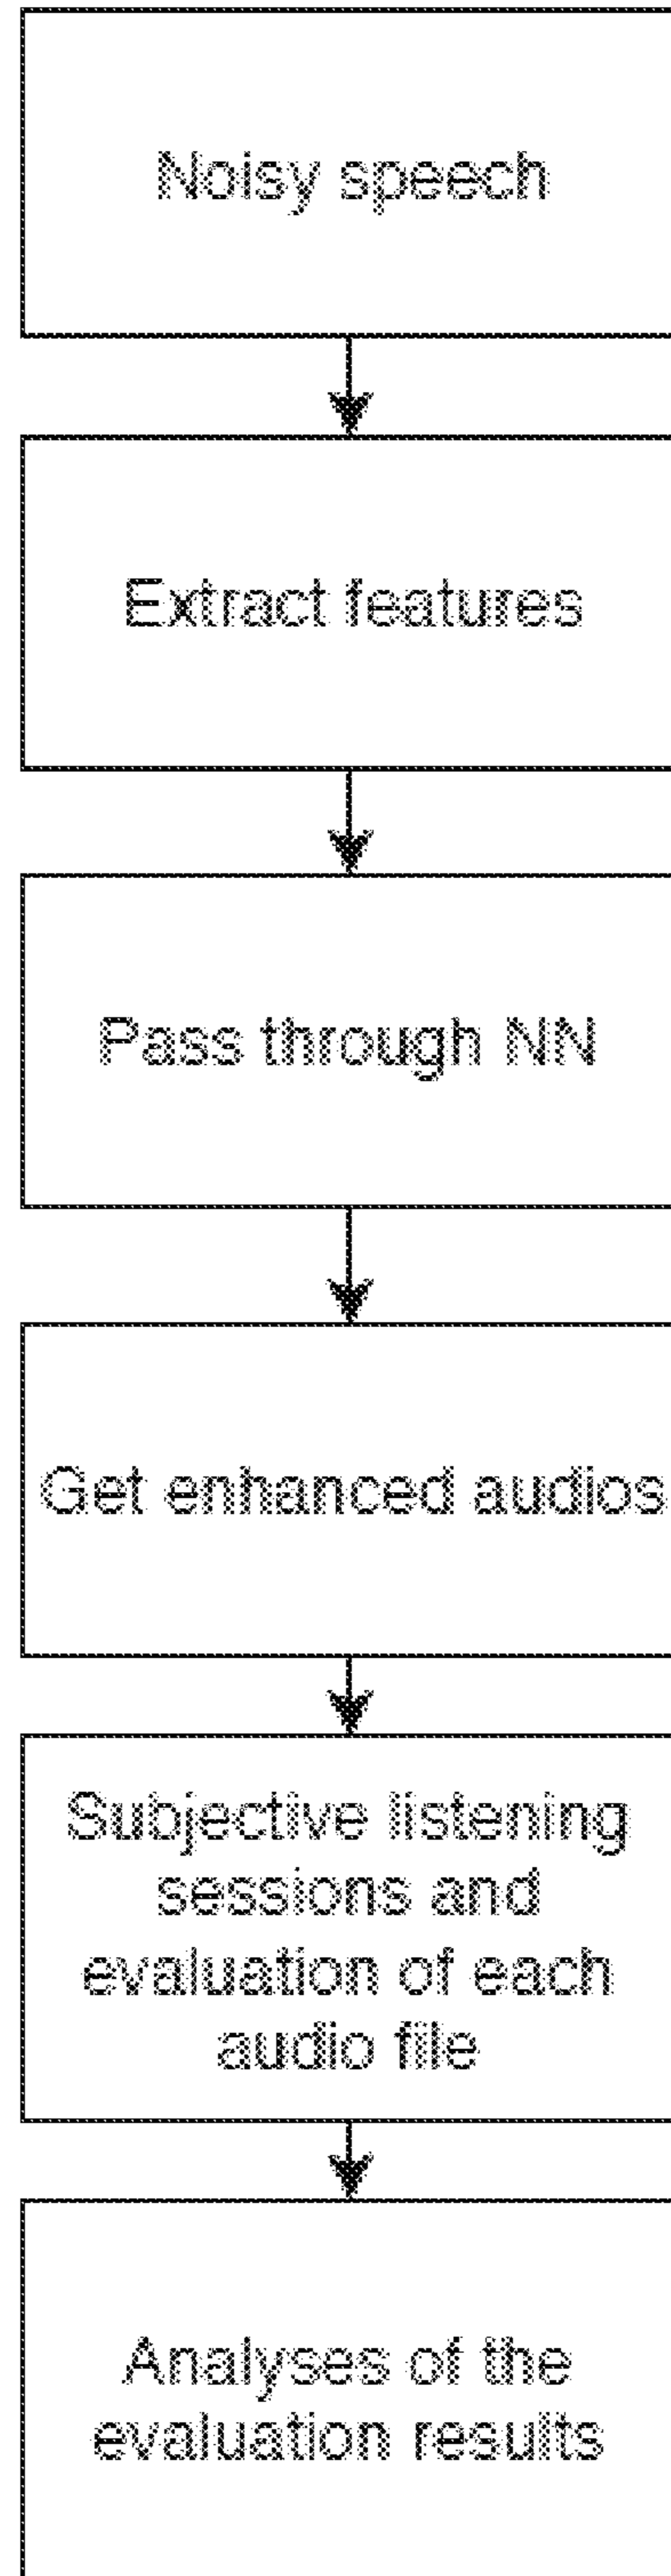 Noisy speech
Extract features
Pass through NN
Get enhanced audios
Subjective listening
sessions and
evaluation of each
audio file
Analyses of the
evaluation results